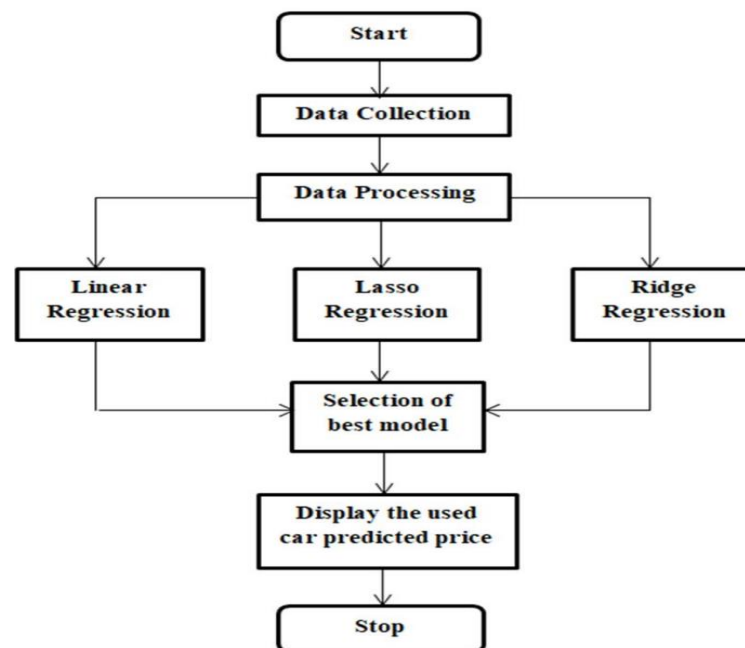 Start
Data Collection
Data Processing
Linear
Regression
Lasso
Regression
Ridge
Regression
Selection of
best model
Display the used
car predicted price
Stop